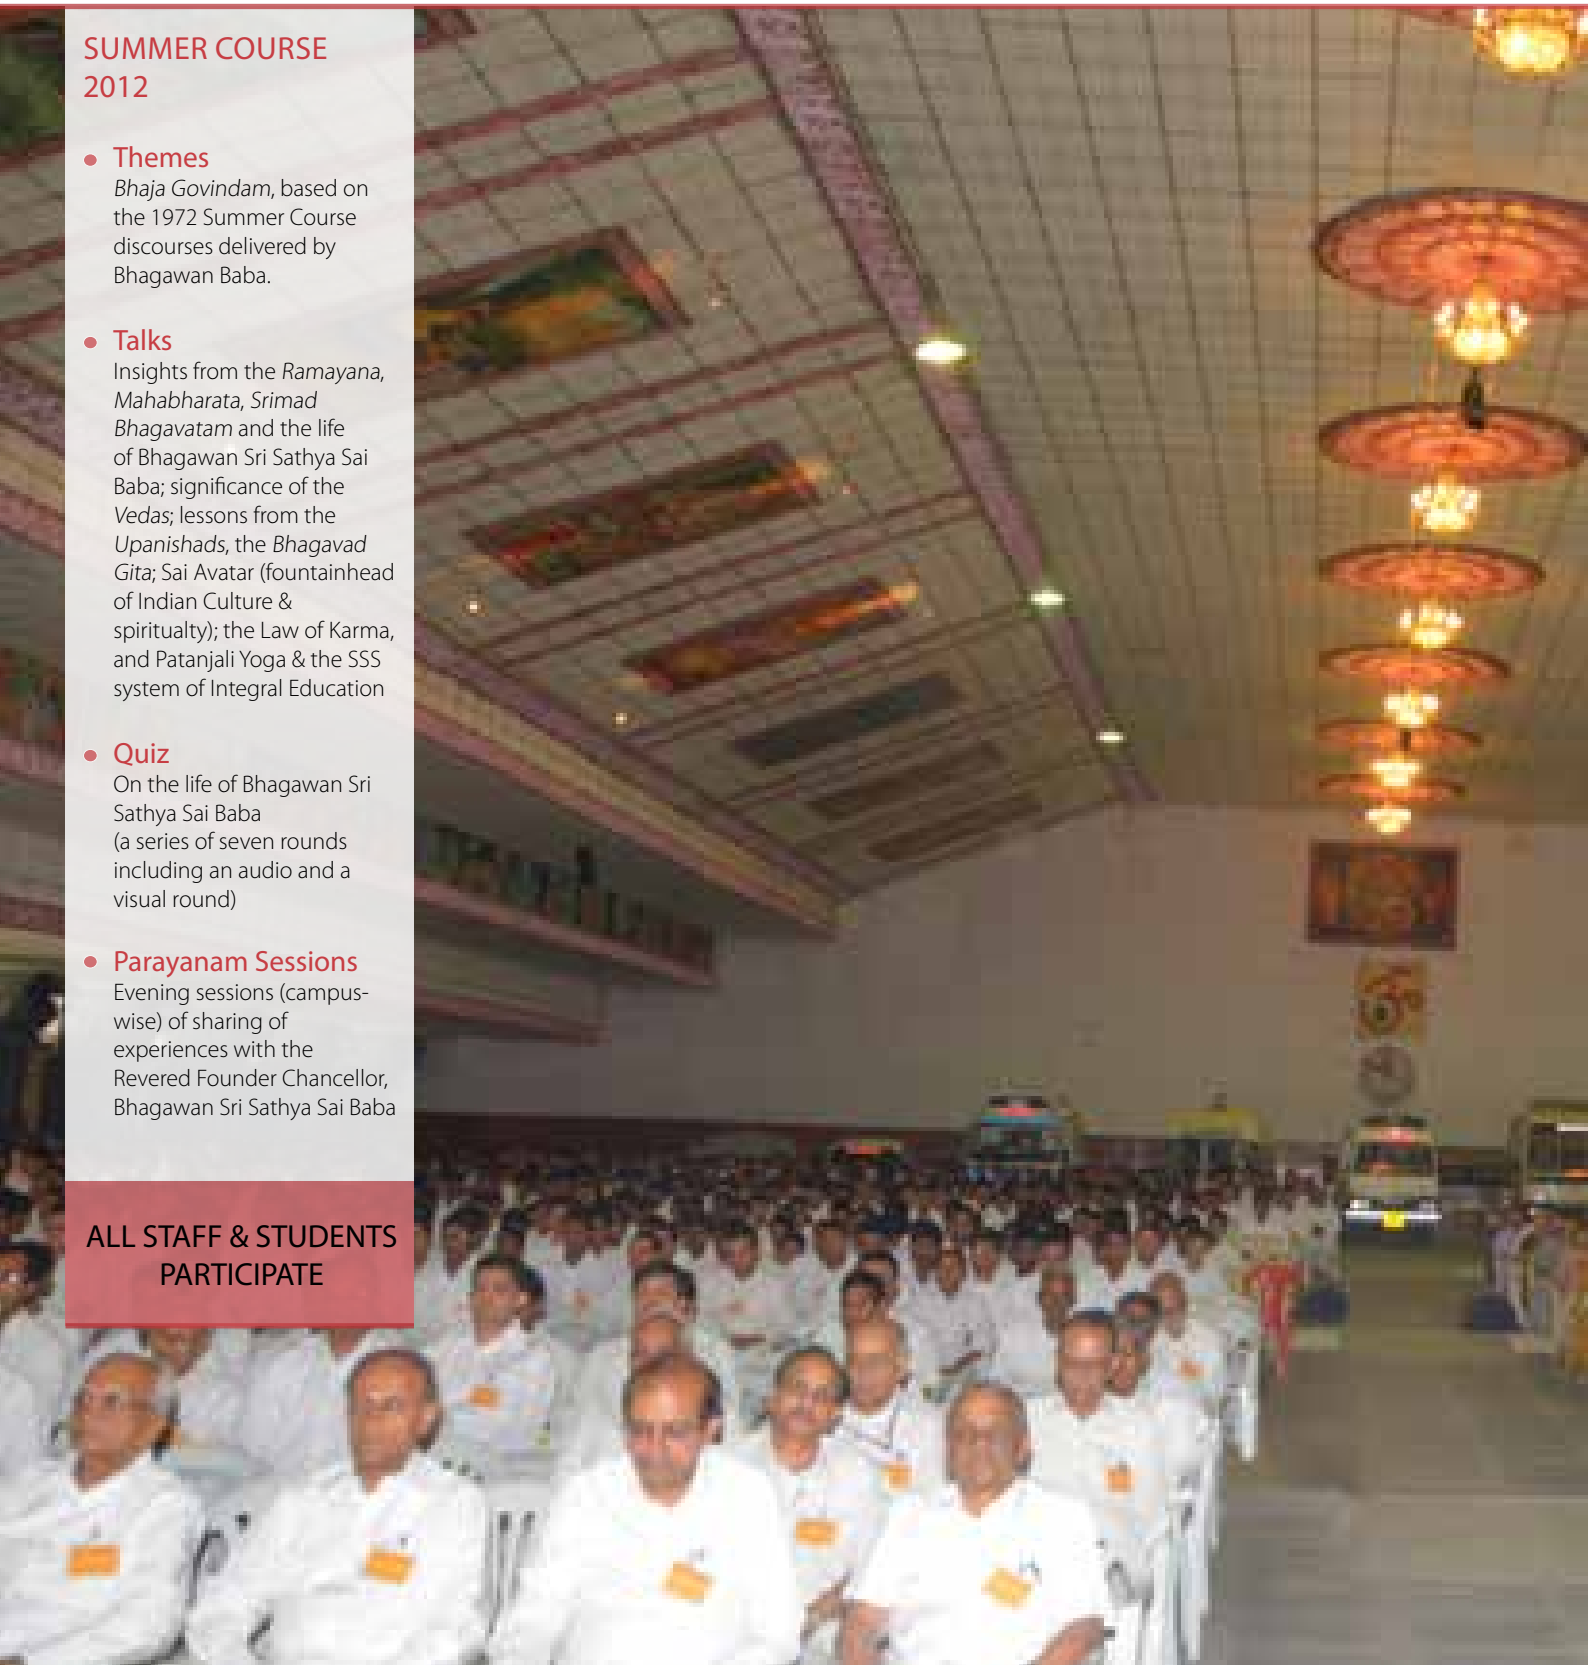 SUMMER COURSE
2012
Themes
Bhaja Govindam, based on
the 1972 Summer Course
discourses delivered by
Bhagawan Baba.
Talks
Insights from the Ramayana,
Mahabharata, Srimad
Bhagavatam and the life
of Bhagawan Sri Sathya Sai
Baba; significance of the
Vedas; lessons from the
Upanishads, the Bhagavad
Gita; Sai Avatar (fountainhead
of Indian Culture &
spiritualty); the Law of Karma,
and Patanjali Yoga & the SSS
system of Integral Education
Quiz
On the life of Bhagawan Sri
Sathya Sai Baba
(a series of seven rounds
including an audio and a
visual round)
Parayanam Sessions
Evening sessions (campus-
wise) of sharing of
experiences with the
Revered Founder Chancellor,
Bhagawan Sri Sathya Sai Baba
ALL STAFF & STUDENTS
PARTICIPATE
ॐ